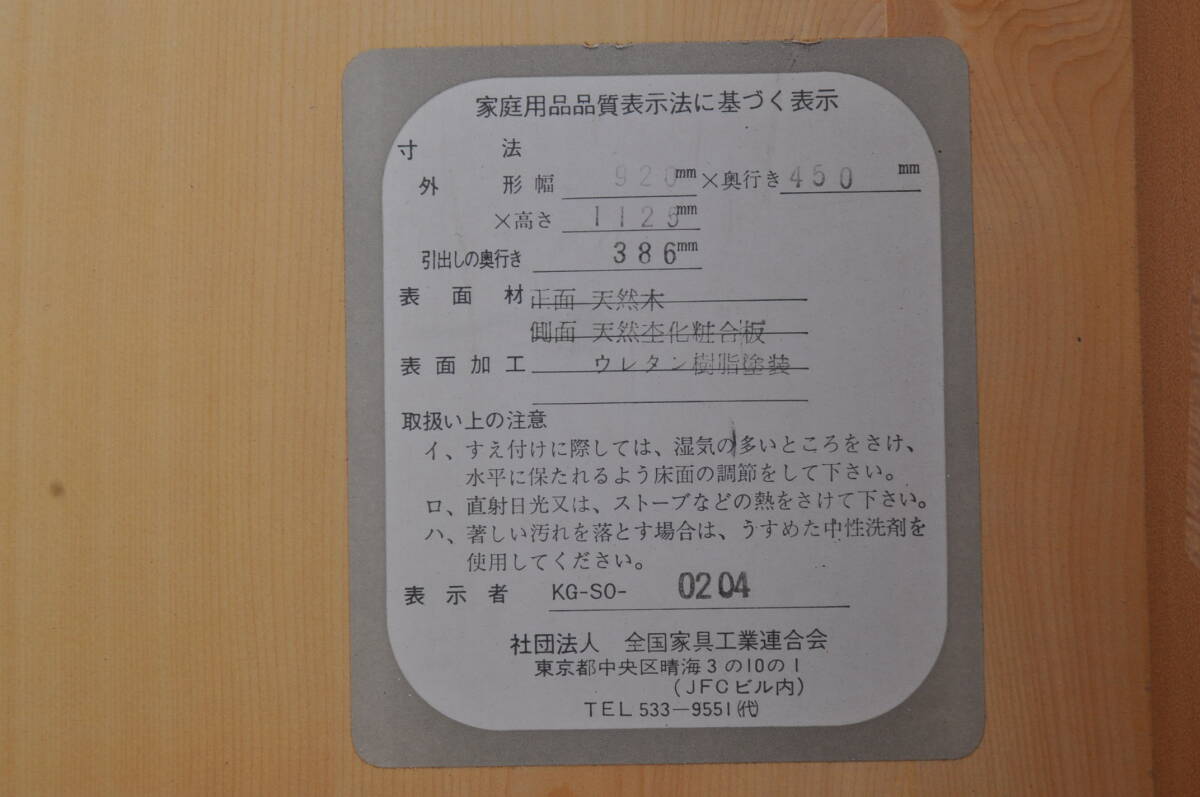 家庭用品品質表示法に基づく表示
寸法
外形 幅 920mm ×奥行き 450 mm
×高さ 1125mm
引出しの奥行き 386mm
表面材 正面 天然木
側面 天然杢化粧合板
表面加工 ウレタン樹脂塗装
取扱い上の注意
イ、すえ付けに際しては、湿気の多いところをさけ、
水平に保たれるよう床面の調節をして下さい。
ロ、直射日光又は、ストーブなどの熱をさけて下さい。
ハ、著しい汚れを落とす場合は、うすめた中性洗剤を
使用してください。
表示者 KG-SO- 0204
社団法人 全国家具工業連合会
東京都中央区晴海3の10の1
(JFCビル内)
TEL 533-9551(代)